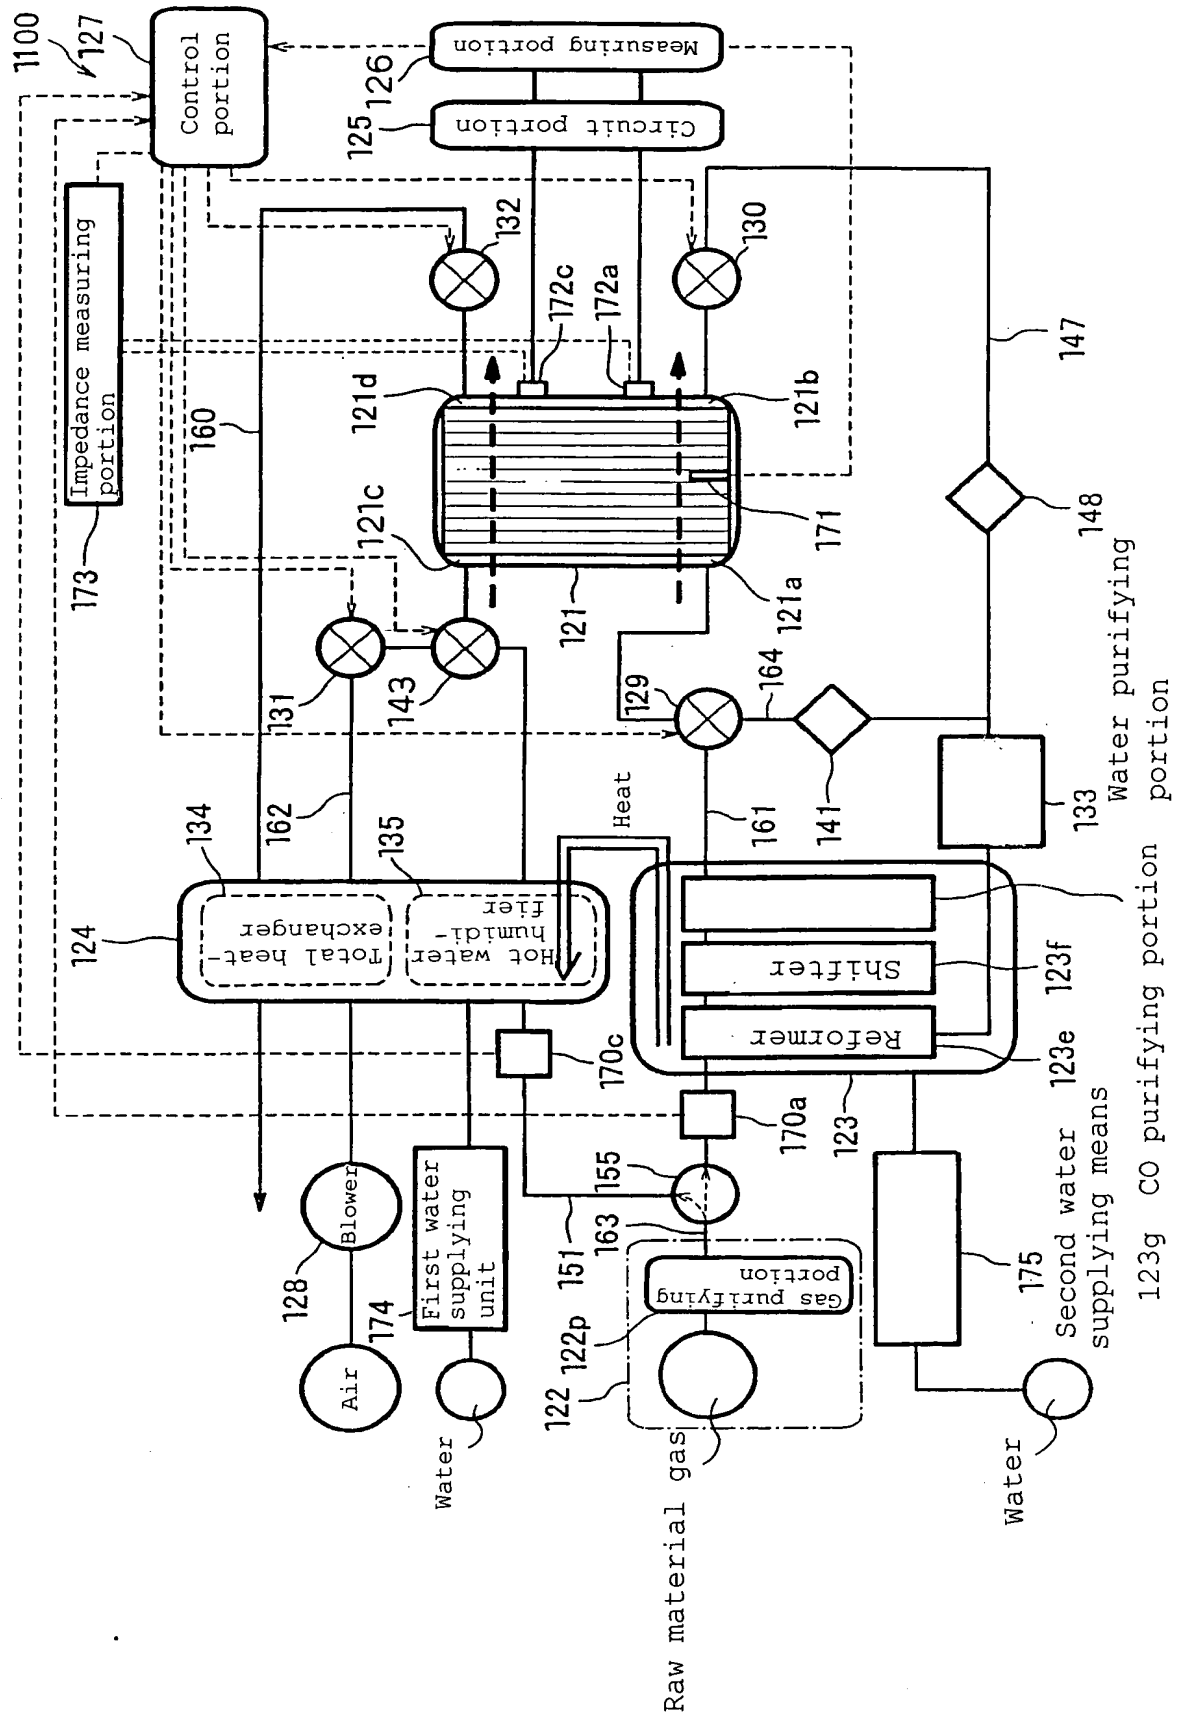 1100
127
Control
portion
126
Measuring portion
125
Circuit portion
Impedance measuring
portion
173
160
132
130
172c
172a
147
121d
121b
121c
121
121a
171
148
131
143
129
164
141
162
161
Heat
134
135
124
Total heat-
exchanger
Hot water
humidi-
fier
133
Water purifying
portion
Shifter
Reformer
123f
123e
123
123g CO purifying portion
170c
170a
155
163
151
Blower
128
Air
First water
supplying
unit
174
Water
Gas purifying
portion
122p
122
Raw material gas
175
Second water
supplying means
Water